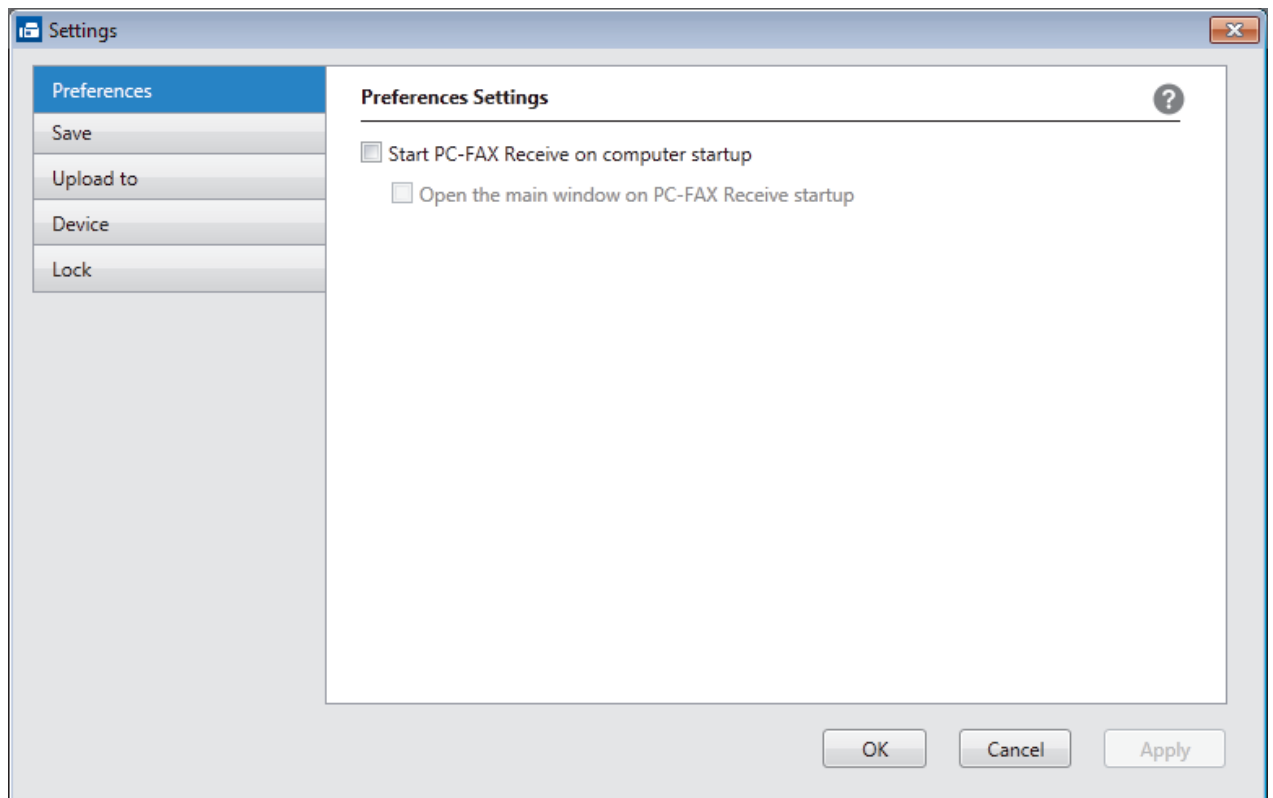 Settings
Preferences
Save
Upload to
Device
Lock
Preferences Settings
?
Start PC-FAX Receive on computer startup
Open the main window on PC-FAX Receive startup
OK
Cancel
Apply